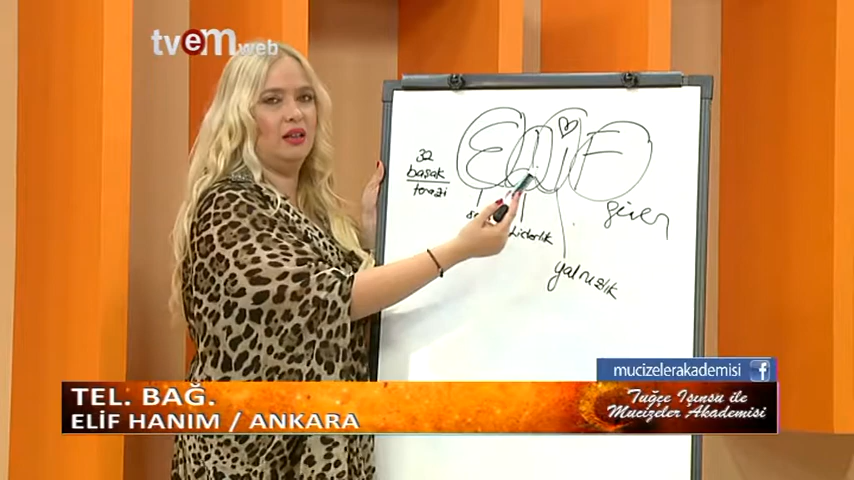 tvem web
ELİF
32
başak
terazi
Liderlik
güven
yalnızlık
mucizelerakademisi f
TEL. BAĞ.
ELİF HANIM / ANKARA
Tuğçe Işınsu ile
Mucizeler Akademisi